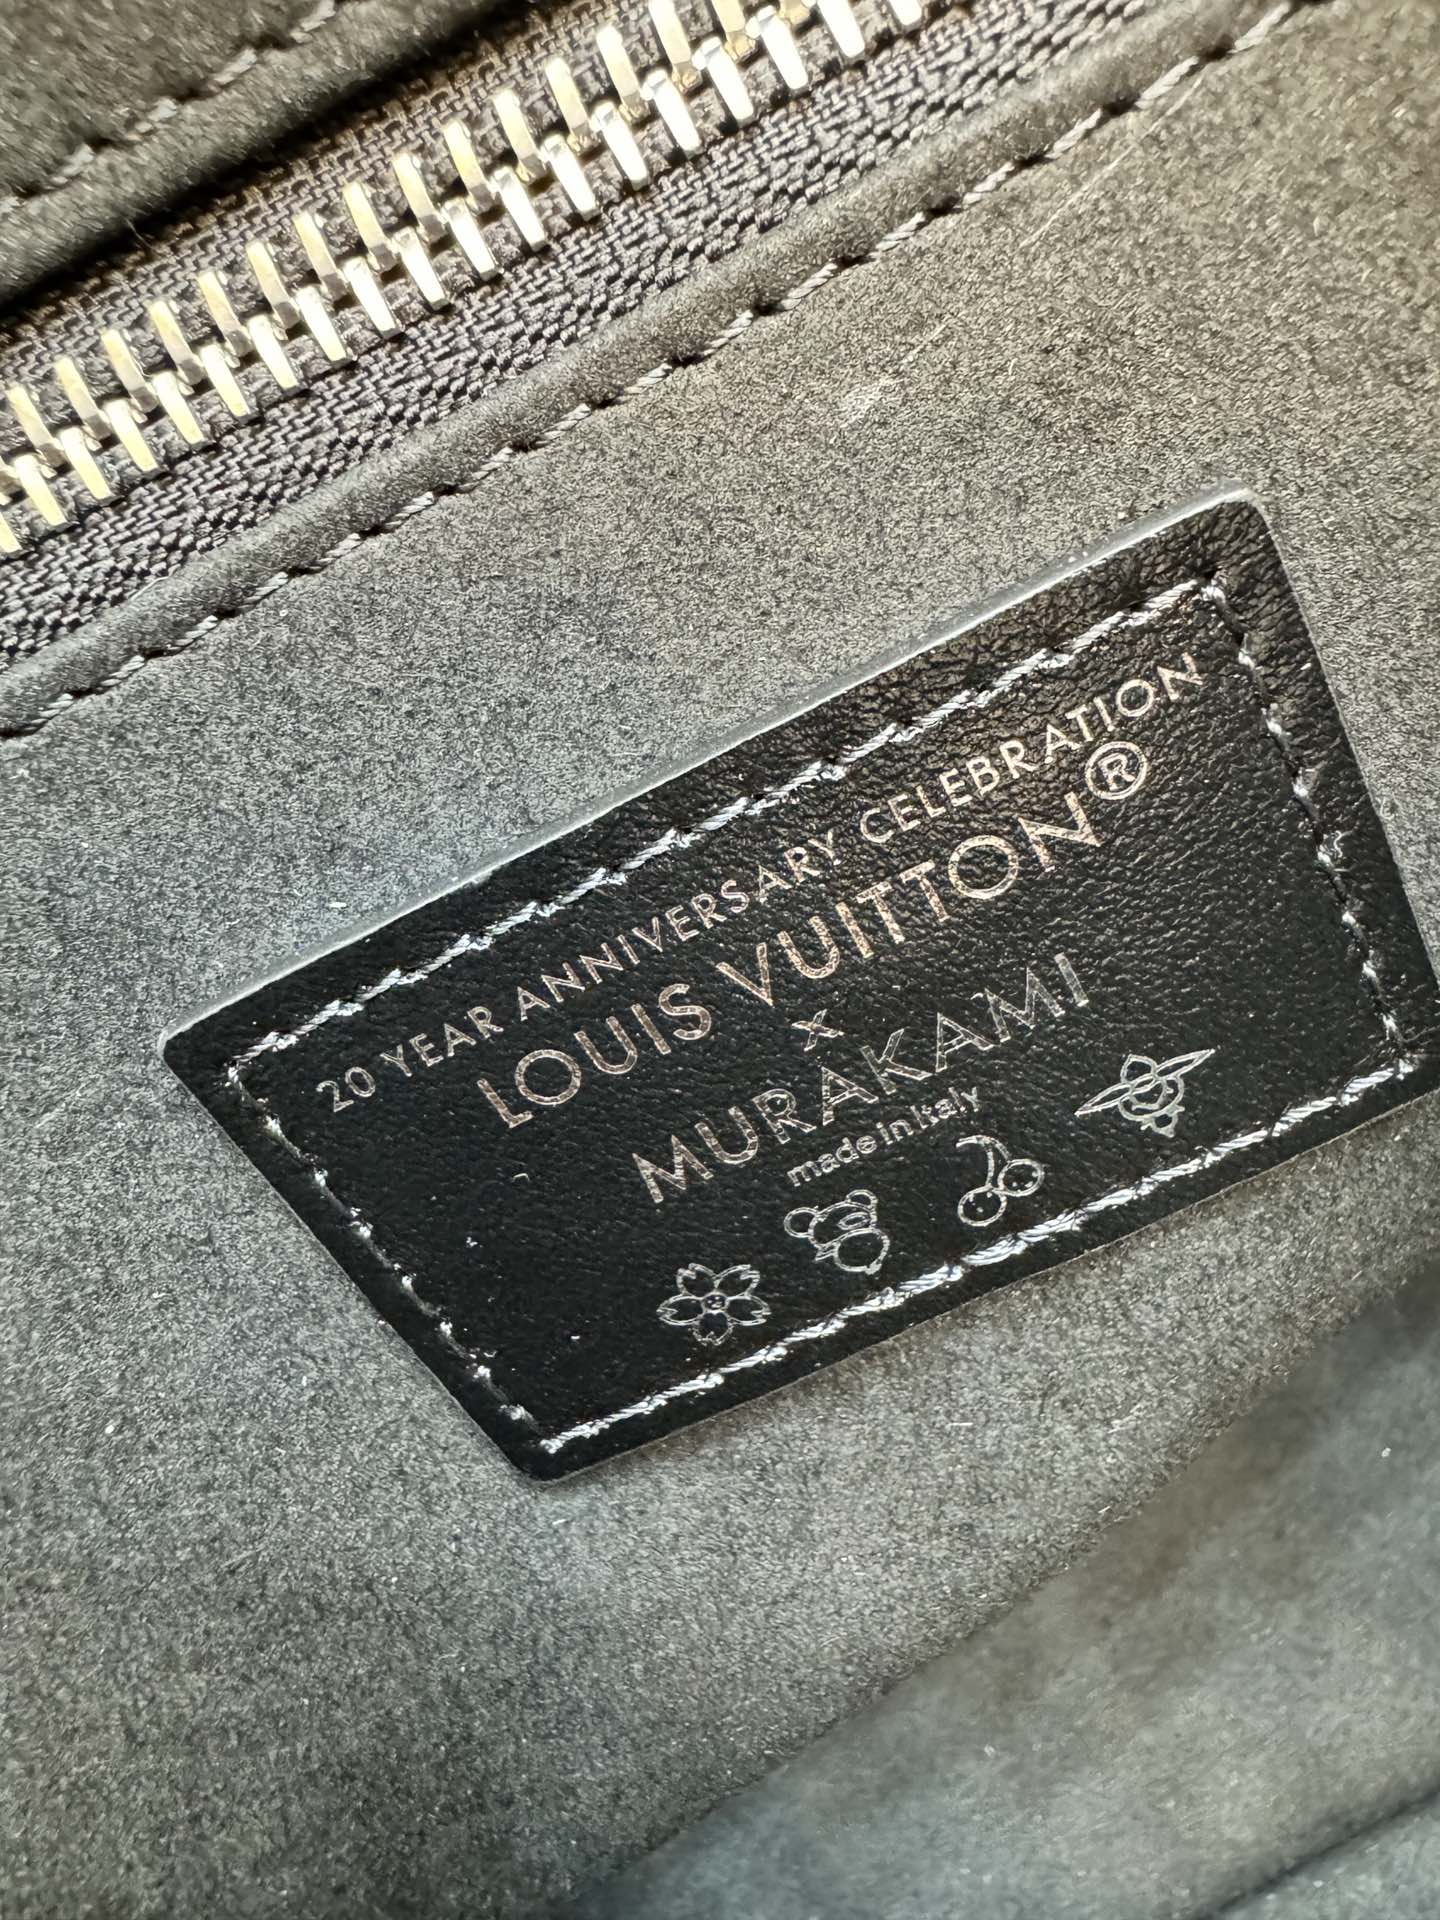 20 YEAR ANNIVERSARY CELEBRATION
LOUIS VUITTON®
x
MURAKAMI
made in Italy